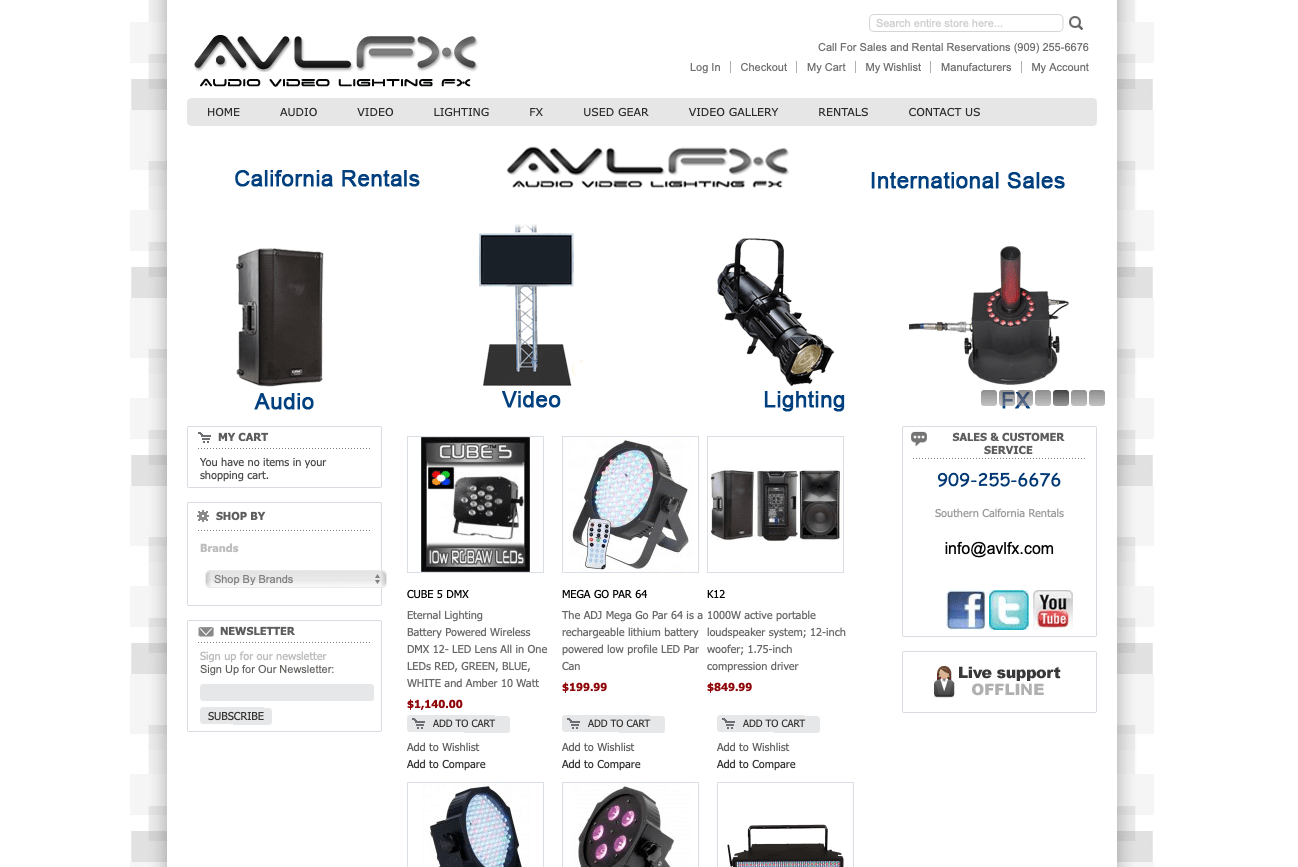 AVLFX
AUDIO VIDEO LIGHTING FX
Search entire store here...
Call For Sales and Rental Reservations (909) 255-6676
Log In
Checkout
My Cart
My Wishlist
Manufacturers
My Account
HOME
AUDIO
VIDEO
LIGHTING
FX
USED GEAR
VIDEO GALLERY
RENTALS
CONTACT US
California Rentals
AVLFX
AUDIO VIDEO LIGHTING FX
International Sales
Audio
Video
Lighting
FX
MY CART
You have no items in your
shopping cart.
SHOP BY
Brands
Shop By Brands
NEWSLETTER
Sign up for our newsletter
Sign Up for Our Newsletter:
SUBSCRIBE
CUBE 5
10w RGBAW LEDs
CUBE 5 DMX
Eternal Lighting
Battery Powered Wireless
DMX 12- LED Lens All in One
LEDs RED, GREEN, BLUE,
WHITE and Amber 10 Watt
$1,140.00
ADD TO CART
Add to Wishlist
Add to Compare
MEGA GO PAR 64
The ADJ Mega Go Par 64 is a
rechargeable lithium battery
powered low profile LED Par
Can
$199.99
ADD TO CART
Add to Wishlist
Add to Compare
K12
1000W active portable
loudspeaker system; 12-inch
woofer; 1.75-inch
compression driver
$849.99
ADD TO CART
Add to Wishlist
Add to Compare
SALES & CUSTOMER
SERVICE
909-255-6676
Southern Calfornia Rentals
info@avlfx.com
You
Tube
Live support
OFFLINE